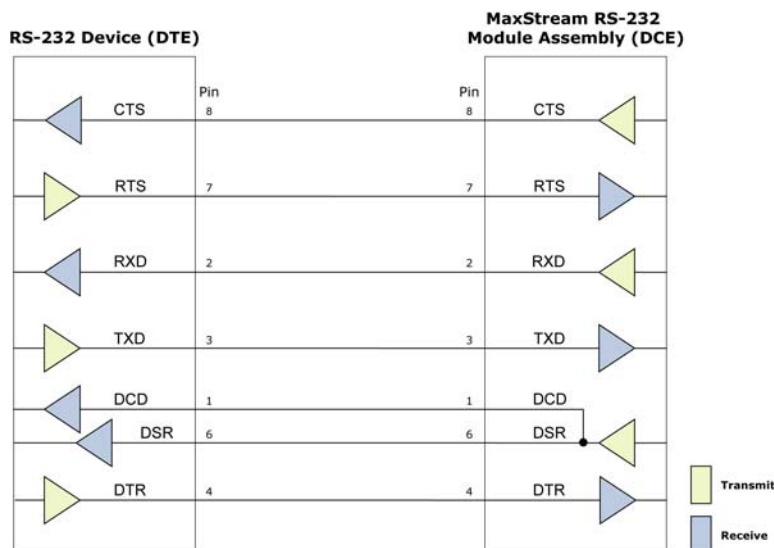 RS-232 Device (DTE)
MaxStream RS-232
Module Assembly (DCE)
Pin
Pin
CTS 8 8 CTS
RTS 7 7 RTS
RXD 2 2 RXD
TXD 3 3 TXD
DCD 1 1 DCD
DSR 6 6 DSR
DTR 4 4 DTR
Transmit
Receive